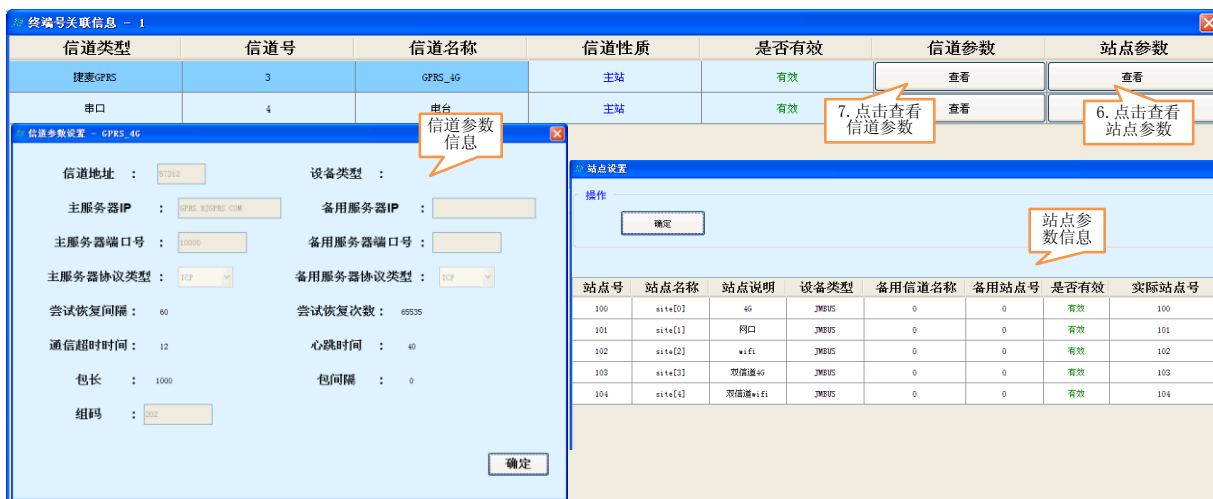 终端号关联信息 - 1
信道类型 信道号 信道名称 信道性质 是否有效 信道参数 站点参数
捷麦GPRS 3 GPRS_4G 主站 有效 查看 查看
串口 4 电台 主站 有效 查看
7.点击查看
信道参数
6.点击查看
站点参数
信道参数设置 - GPRS_4G
信道参数
信息
信道地址 : 57312 设备类型 :
主服务器IP : GPRS.BJGPRS.COM 备用服务器IP :
主服务器端口号 : 10000 备用服务器端口号 :
主服务器协议类型 : TCP 备用服务器协议类型 : TCP
尝试恢复间隔 : 60 尝试恢复次数 : 65535
通信超时时间 : 12 心跳时间 : 40
包长 : 1000 包间隔 : 0
组码 : 202
确定
站点设置
操作
确定
站点参
数信息
站点号 站点名称 站点说明 设备类型 备用信道名称 备用站点号 是否有效 实际站点号
100 site[0] 4G JMBUS 0 0 有效 100
101 site[1] 网口 JMBUS 0 0 有效 101
102 site[2] wifi JMBUS 0 0 有效 102
103 site[3] 双信道4G JMBUS 0 0 有效 103
104 site[4] 双信道wifi JMBUS 0 0 有效 104